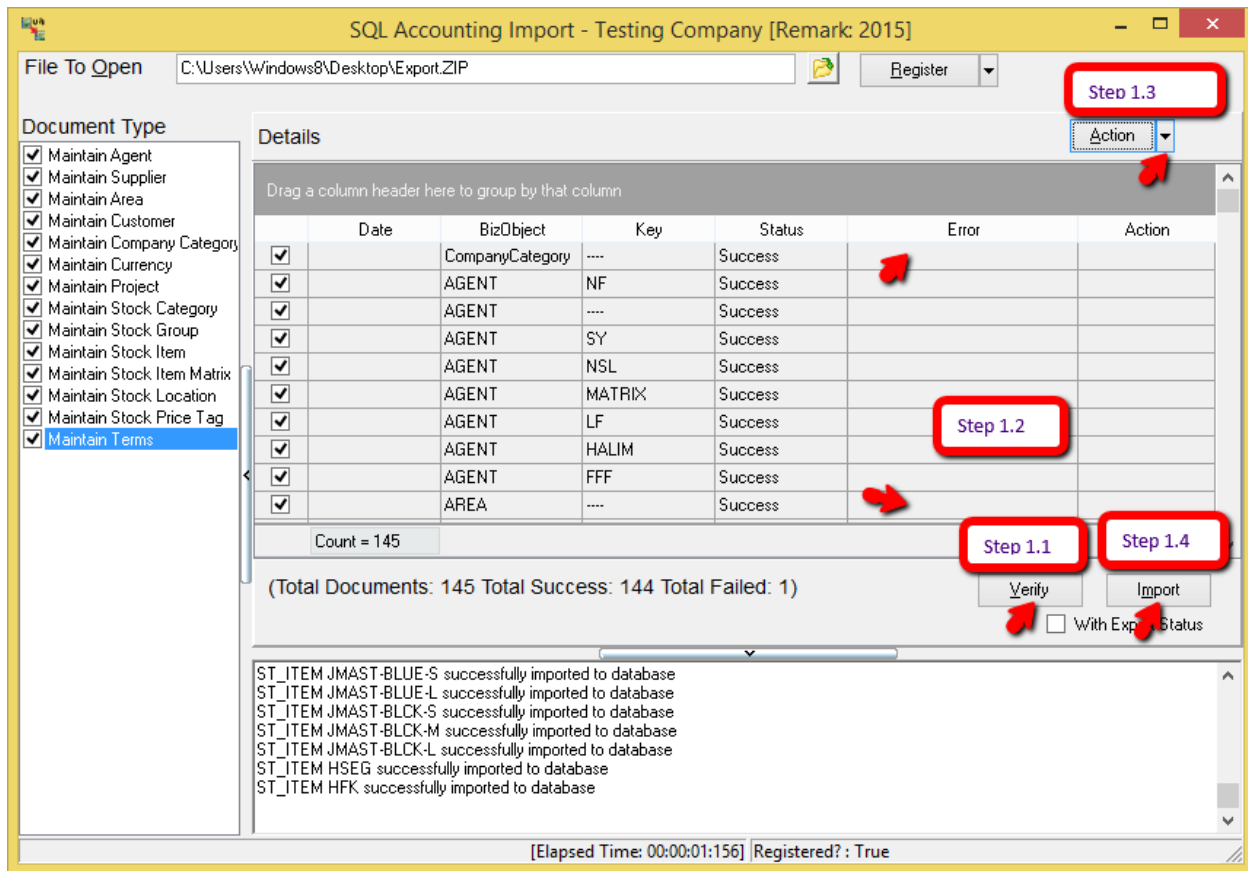 SQL Accounting Import - Testing Company [Remark: 2015]
File To Open C:\Users\Windows8\Desktop\Export.ZIP Register
Step 1.3
Document Type Details Action
Maintain Agent
Maintain Supplier
Maintain Area
Maintain Customer
Maintain Company Category
Maintain Currency
Maintain Project
Maintain Stock Category
Maintain Stock Group
Maintain Stock Item
Maintain Stock Item Matrix
Maintain Stock Location
Maintain Stock Price Tag
Maintain Terms
Drag a column header here to group by that column
Date BizObject Key Status Error Action
CompanyCategory ---- Success
AGENT NF Success
AGENT ---- Success
AGENT SY Success
AGENT NSL Success
AGENT MATRIX Success
AGENT LF Success
Step 1.2
AGENT HALIM Success
AGENT FFF Success
AREA ---- Success
Count = 145
Step 1.1 Step 1.4
(Total Documents: 145 Total Success: 144 Total Failed: 1) Verify Import
With Status
ST_ITEM JMAST-BLUE-S successfully imported to database
ST_ITEM JMAST-BLUE-L successfully imported to database
ST_ITEM JMAST-BLCK-S successfully imported to database
ST_ITEM JMAST-BLCK-M successfully imported to database
ST_ITEM JMAST-BLCK-L successfully imported to database
ST_ITEM HSEG successfully imported to database
ST_ITEM HFK successfully imported to database
[Elapsed Time: 00:00:01:156] Registered? : True